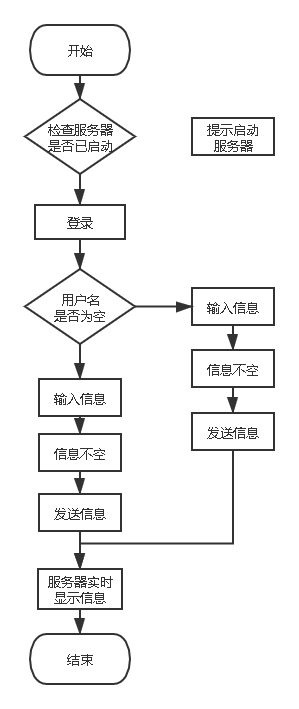 开始
检查服务器
是否已启动
提示启动
服务器
登录
用户名
是否为空
输入信息
信息不空
发送信息
输入信息
信息不空
发送信息
服务器实时
显示信息
结束